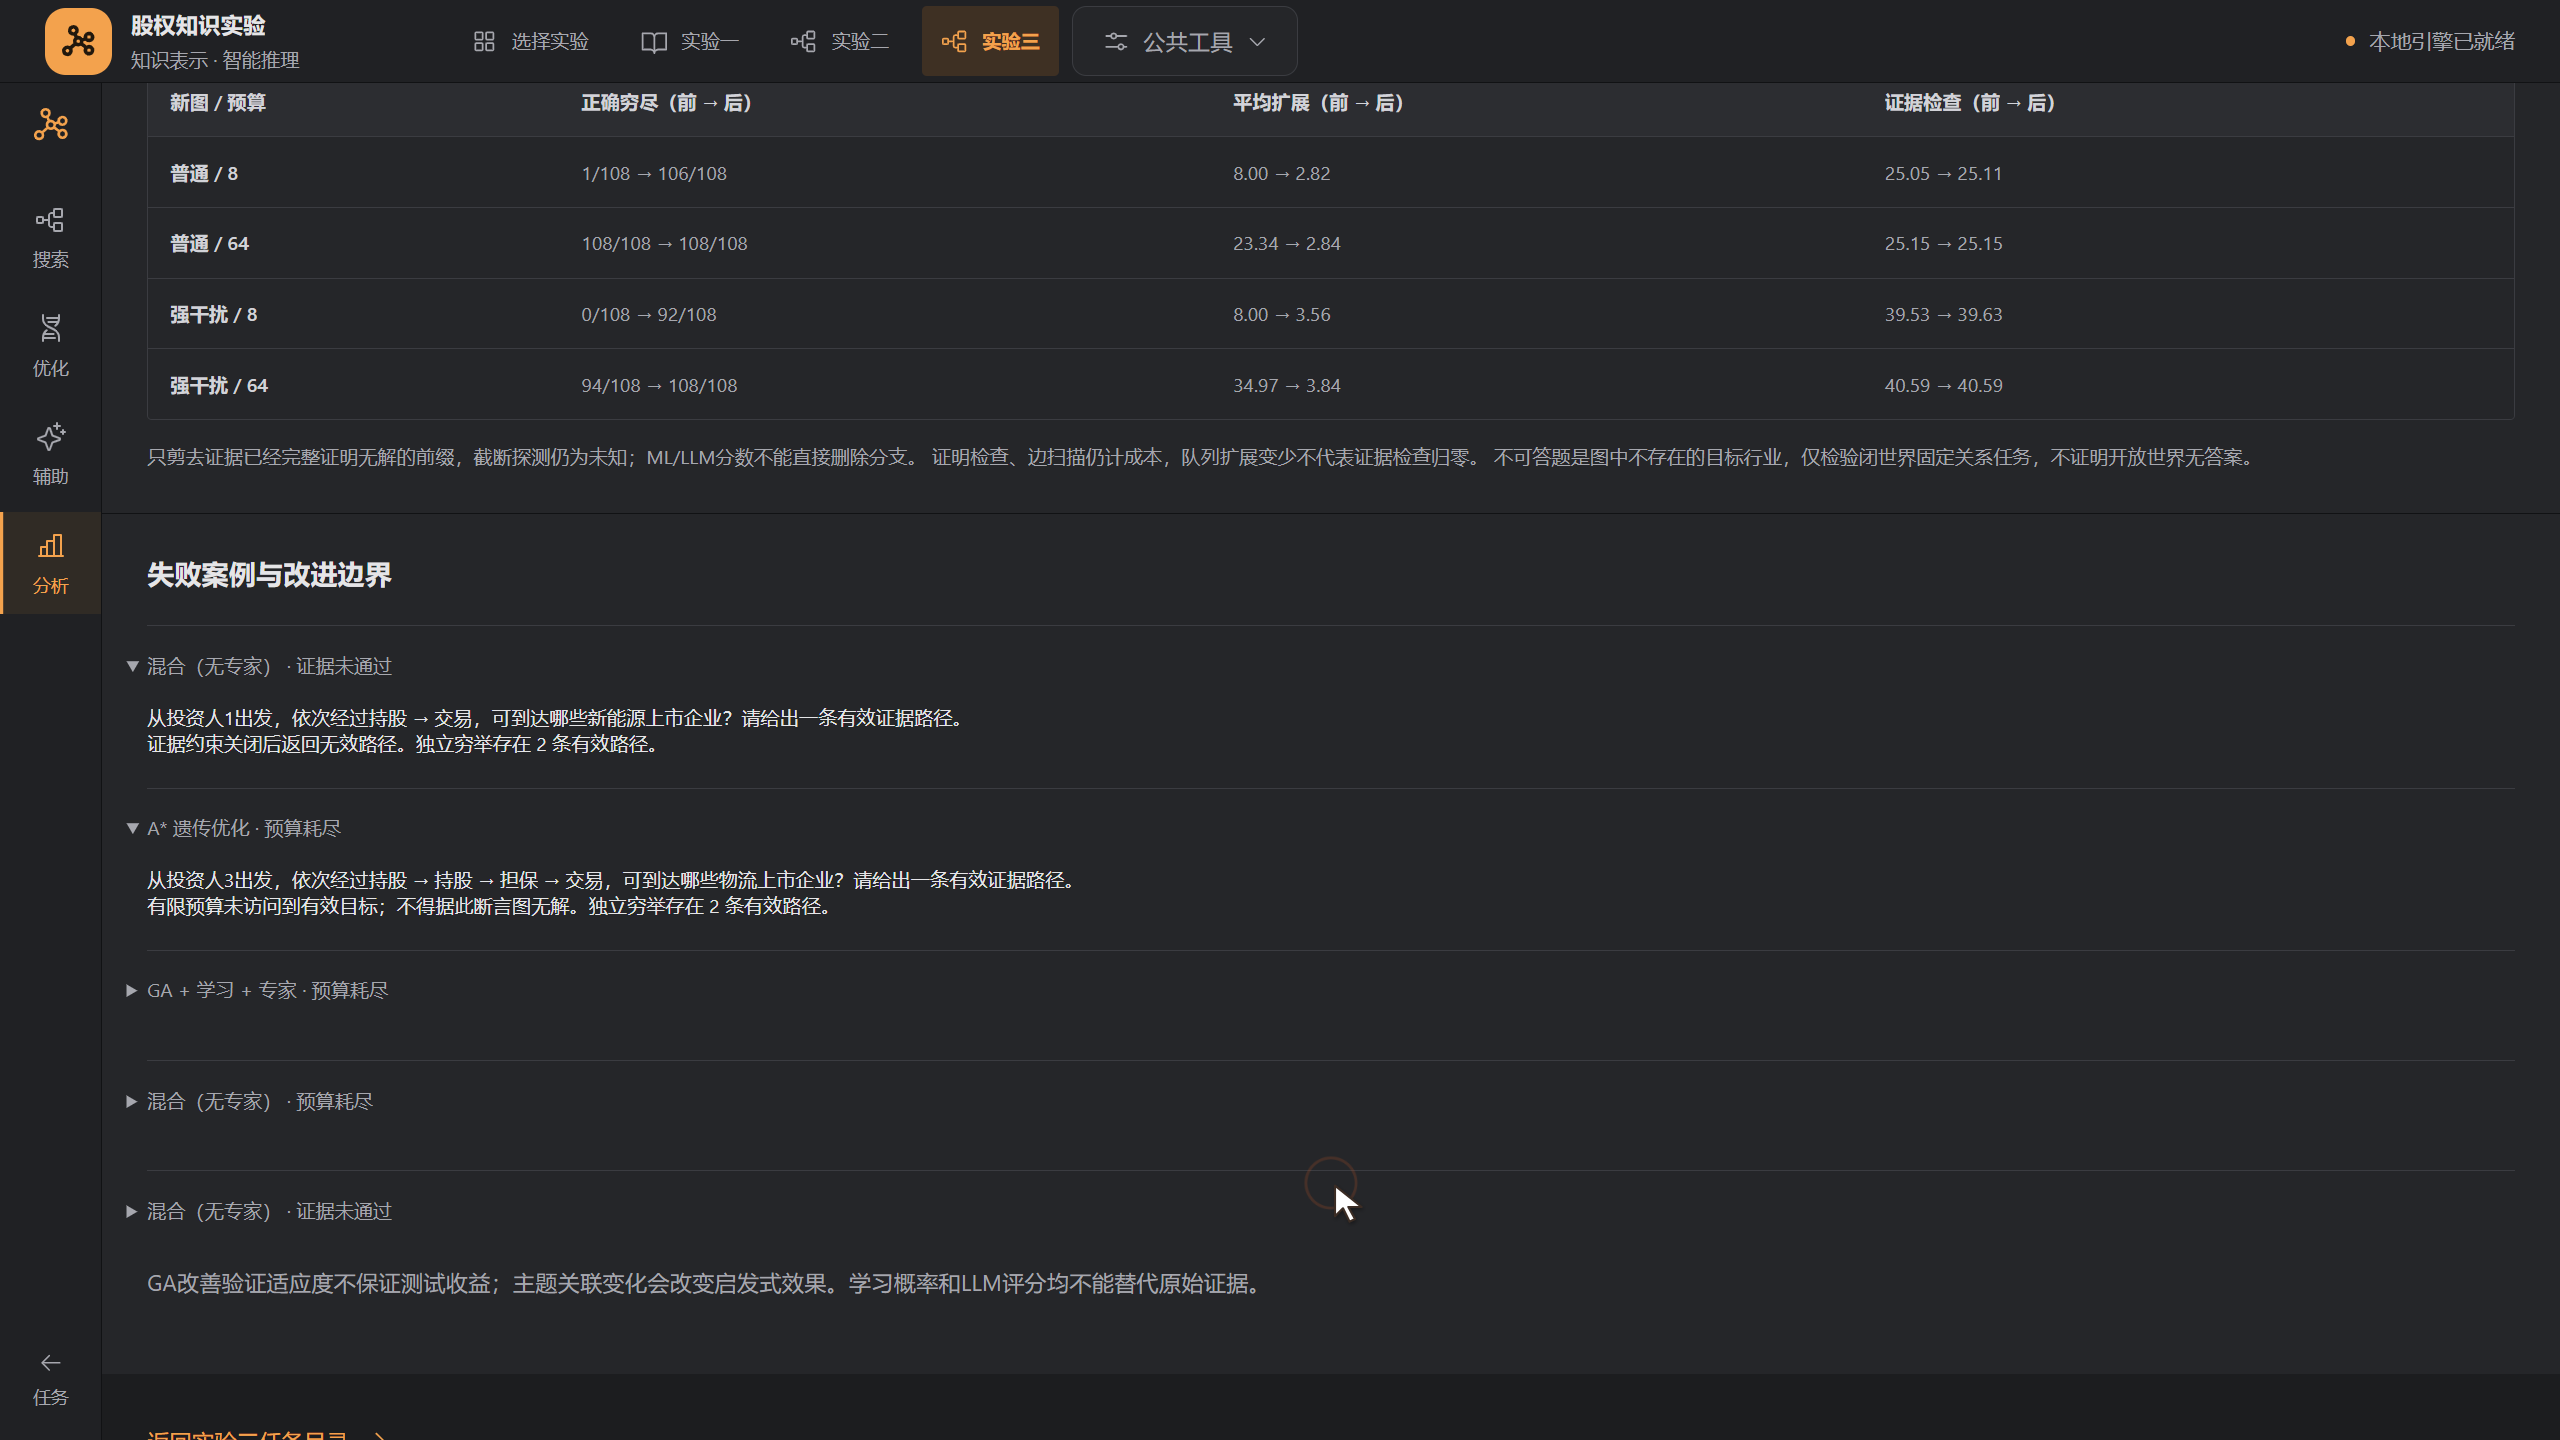 股权知识实验
知识表示 · 智能推理
选择实验
实验一
实验二
实验三
公共工具
本地引擎已就绪
搜索
优化
辅助
分析
任务
新图 / 预算 正确穷尽（前 → 后） 平均扩展（前 → 后） 证据检查（前 → 后）
普通 / 8 1/108 → 106/108 8.00 → 2.82 25.05 → 25.11
普通 / 64 108/108 → 108/108 23.34 → 2.84 25.15 → 25.15
强干扰 / 8 0/108 → 92/108 8.00 → 3.56 39.53 → 39.63
强干扰 / 64 94/108 → 108/108 34.97 → 3.84 40.59 → 40.59
只剪去证据已经完整证明无解的前缀，截断探测仍为未知；ML/LLM分数不能直接删除分支。 证明检查、边扫描仍计成本，队列扩展变少不代表证据检查归零。 不可答题是图中不存在的目标行业，仅检验闭世界固定关系任务，不证明开放世界无答案。
失败案例与改进边界
混合（无专家） · 证据未通过
从投资人1出发，依次经过持股 → 交易，可到达哪些新能源上市企业？请给出一条有效证据路径。
证据约束关闭后返回无效路径。独立穷举存在 2 条有效路径。
A* 遗传优化 · 预算耗尽
从投资人3出发，依次经过持股 → 持股 → 担保 → 交易，可到达哪些物流上市企业？请给出一条有效证据路径。
有限预算未访问到有效目标；不得据此断言图无解。独立穷举存在 2 条有效路径。
GA + 学习 + 专家 · 预算耗尽
混合（无专家） · 预算耗尽
混合（无专家） · 证据未通过
GA改善验证适应度不保证测试收益；主题关联变化会改变启发式效果。学习概率和LLM评分均不能替代原始证据。
返回实验三任务目录